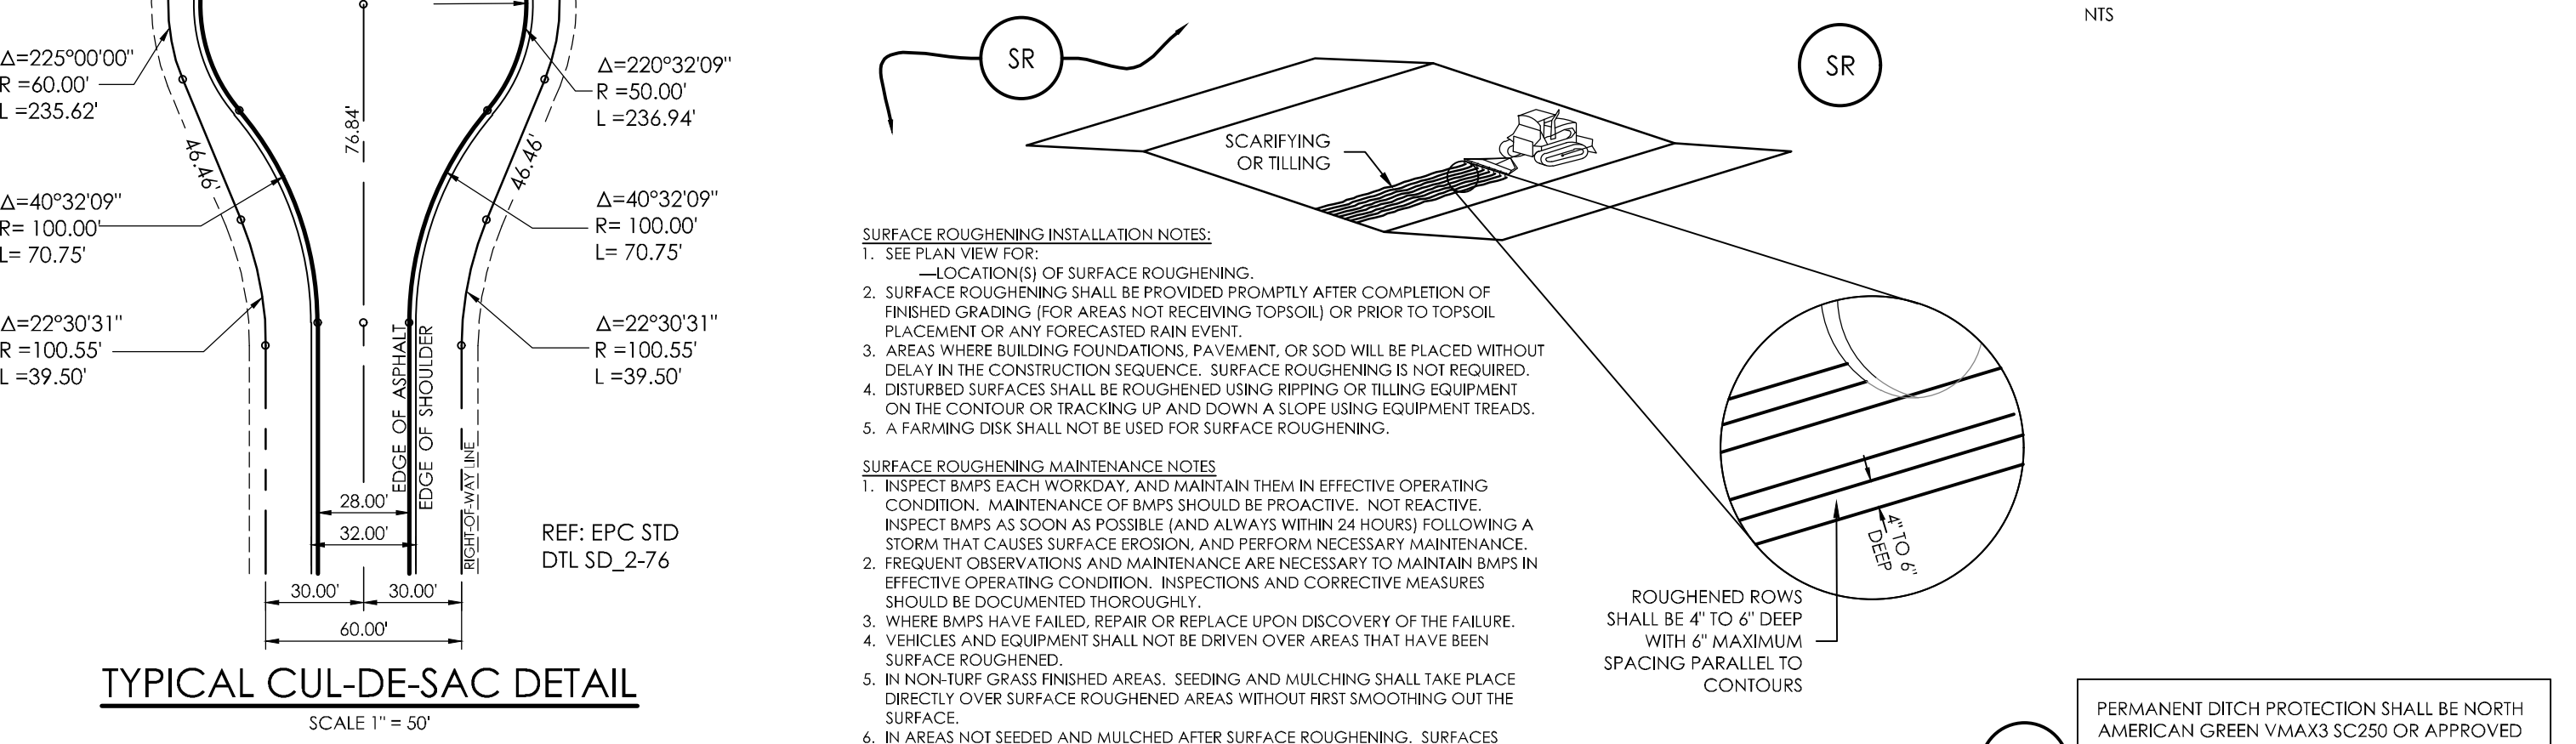 Δ=225°00'00"
R =60.00'
L =235.62'
Δ=40°32'09"
R= 100.00'
L= 70.75'
Δ=22°30'31"
R =100.55'
L =39.50'
46.46'
76.84'
46.46'
Δ=220°32'09"
R =50.00'
L =236.94'
Δ=40°32'09"
R= 100.00'
L= 70.75'
Δ=22°30'31"
R =100.55'
L =39.50'
EDGE OF ASPHALT
EDGE OF SHOULDER
RIGHT-OF-WAY LINE
28.00'
32.00'
30.00'
30.00'
60.00'
REF: EPC STD
DTL SD_2-76
TYPICAL CUL-DE-SAC DETAIL
SCALE 1" = 50'
SR
SR
SCARIFYING
OR TILLING
SURFACE ROUGHENING INSTALLATION NOTES:
1. SEE PLAN VIEW FOR:
—LOCATION(S) OF SURFACE ROUGHENING.
2. SURFACE ROUGHENING SHALL BE PROVIDED PROMPTLY AFTER COMPLETION OF
FINISHED GRADING (FOR AREAS NOT RECEIVING TOPSOIL) OR PRIOR TO TOPSOIL
PLACEMENT OR ANY FORECASTED RAIN EVENT.
3. AREAS WHERE BUILDING FOUNDATIONS, PAVEMENT, OR SOD WILL BE PLACED WITHOUT
DELAY IN THE CONSTRUCTION SEQUENCE. SURFACE ROUGHENING IS NOT REQUIRED.
4. DISTURBED SURFACES SHALL BE ROUGHENED USING RIPPING OR TILLING EQUIPMENT
ON THE CONTOUR OR TRACKING UP AND DOWN A SLOPE USING EQUIPMENT TREADS.
5. A FARMING DISK SHALL NOT BE USED FOR SURFACE ROUGHENING.
SURFACE ROUGHENING MAINTENANCE NOTES
1. INSPECT BMPS EACH WORKDAY, AND MAINTAIN THEM IN EFFECTIVE OPERATING
CONDITION. MAINTENANCE OF BMPS SHOULD BE PROACTIVE. NOT REACTIVE.
INSPECT BMPS AS SOON AS POSSIBLE (AND ALWAYS WITHIN 24 HOURS) FOLLOWING A
STORM THAT CAUSES SURFACE EROSION, AND PERFORM NECESSARY MAINTENANCE.
2. FREQUENT OBSERVATIONS AND MAINTENANCE ARE NECESSARY TO MAINTAIN BMPS IN
EFFECTIVE OPERATING CONDITION. INSPECTIONS AND CORRECTIVE MEASURES
SHOULD BE DOCUMENTED THOROUGHLY.
3. WHERE BMPS HAVE FAILED, REPAIR OR REPLACE UPON DISCOVERY OF THE FAILURE.
4. VEHICLES AND EQUIPMENT SHALL NOT BE DRIVEN OVER AREAS THAT HAVE BEEN
SURFACE ROUGHENED.
5. IN NON-TURF GRASS FINISHED AREAS. SEEDING AND MULCHING SHALL TAKE PLACE
DIRECTLY OVER SURFACE ROUGHENED AREAS WITHOUT FIRST SMOOTHING OUT THE
SURFACE.
6. IN AREAS NOT SEEDED AND MULCHED AFTER SURFACE ROUGHENING. SURFACES
4" TO 6"
DEEP
ROUGHENED ROWS
SHALL BE 4" TO 6" DEEP
WITH 6" MAXIMUM
SPACING PARALLEL TO
CONTOURS
NTS
PERMANENT DITCH PROTECTION SHALL BE NORTH
AMERICAN GREEN VMAX3 SC250 OR APPROVED